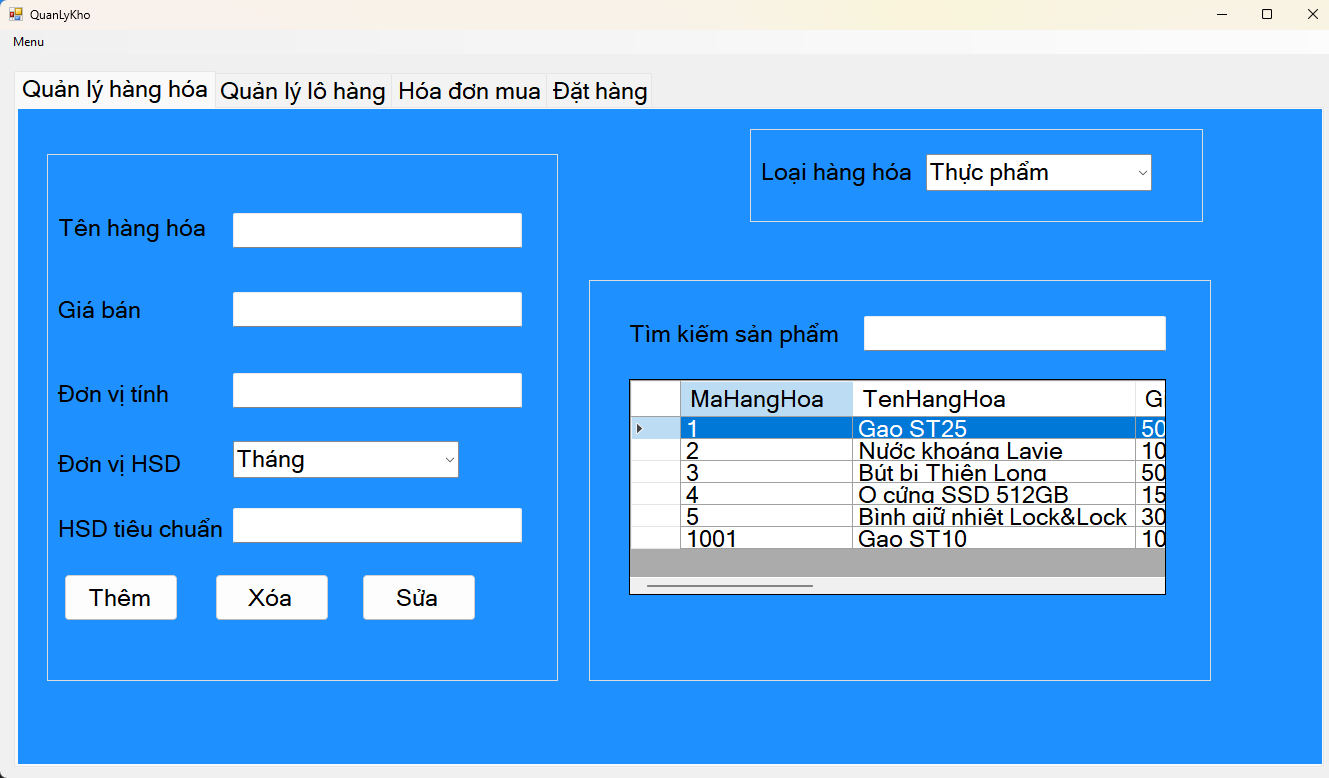 QuanLyKho
Menu
Quản lý hàng hóa Quản lý lô hàng Hóa đơn mua Đặt hàng
Loại hàng hóa Thực phẩm
Tên hàng hóa
Giá bán
Đơn vị tính
Đơn vị HSD Tháng
HSD tiêu chuẩn
Thêm Xóa Sửa
Tìm kiếm sản phẩm
MaHangHoa TenHangHoa G
1 Gạo ST25 50
2 Nước khoáng Lavie 10
3 Bút bi Thiên Long 50
4 Ổ cứng SSD 512GB 15
5 Bình giữ nhiệt Lock&Lock 30
1001 Gạo ST10 10